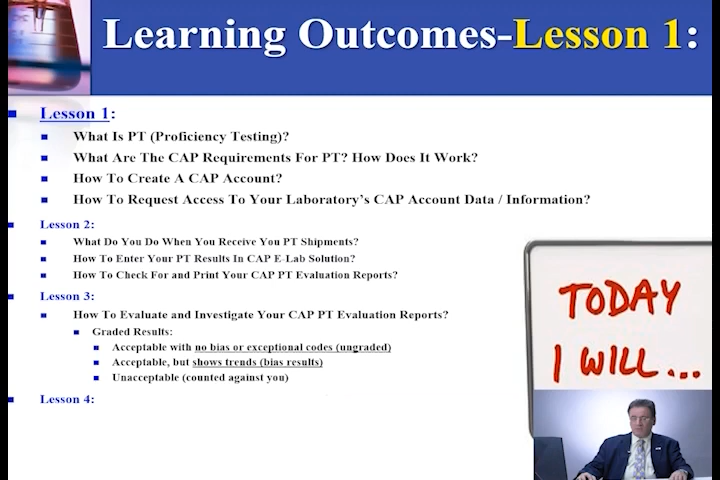 Learning Outcomes-Lesson 1:
Lesson 1:
What Is PT (Proficiency Testing)?
What Are The CAP Requirements For PT? How Does It Work?
How To Create A CAP Account?
How To Request Access To Your Laboratory's CAP Account Data / Information?
Lesson 2:
What Do You Do When You Receive You PT Shipments?
How To Enter Your PT Results In CAP E-Lab Solution?
How To Check For and Print Your CAP PT Evaluation Reports?
Lesson 3:
How To Evaluate and Investigate Your CAP PT Evaluation Reports?
Graded Results:
Acceptable with no bias or exceptional codes (ungraded)
Acceptable, but shows trends (bias results)
Unacceptable (counted against you)
Lesson 4:
TODAY
I WILL...